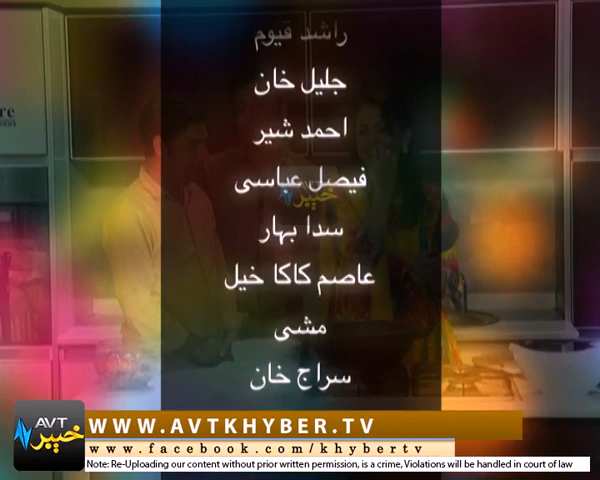 راشد قیوم
جلیل خان
احمد شیر
فیصل عباسی
خیبر
سدا بہار
عاصم کاکا خیل
مشی
سراج خان
AVT
خیبر
WWW.AVTKHYBER.TV
www.facebook.com/khybertv
Note: Re-Uploading our content without prior written permission, is a crime, Violations will be handled in court of law